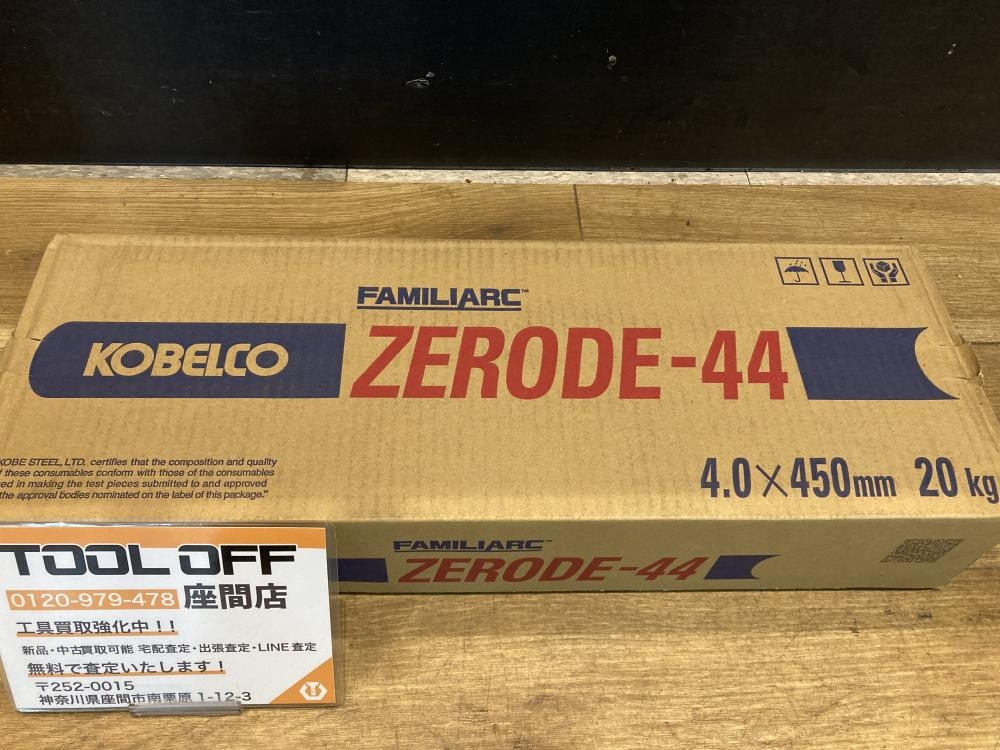 FAMILIARC™
KOBELCO
ZERODE-44
KOBE STEEL, LTD. certifies that the composition and quality
these consumables conform with those of the consumables
ed in making the test pieces submitted to and approved
the approval bodies nominated on the label of this package."
4.0×450mm 20 kg
FAMILIARC™
ZERODE-44
TOOL OFF
0120-979-478 座間店
工具買取強化中!!
新品・中古買取可能 宅配査定・出張査定・LINE査定
無料で査定いたします!
〒252-0015
神奈川県座間市南栗原 1-12-3